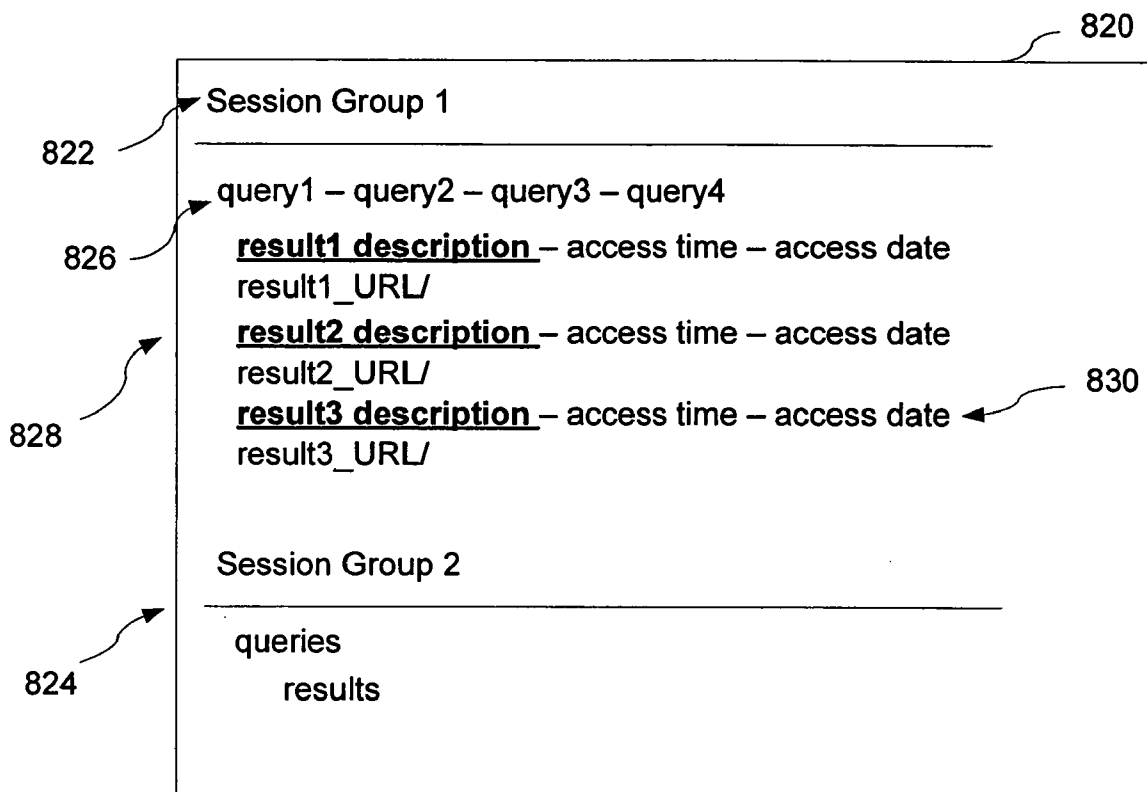 820
Session Group 1
822
query1 – query2 – query3 – query4
826
result1 description – access time – access date
result1_URL/
result2 description – access time – access date
result2_URL/
828
result3 description – access time – access date
830
result3_URL/
Session Group 2
824
queries
results